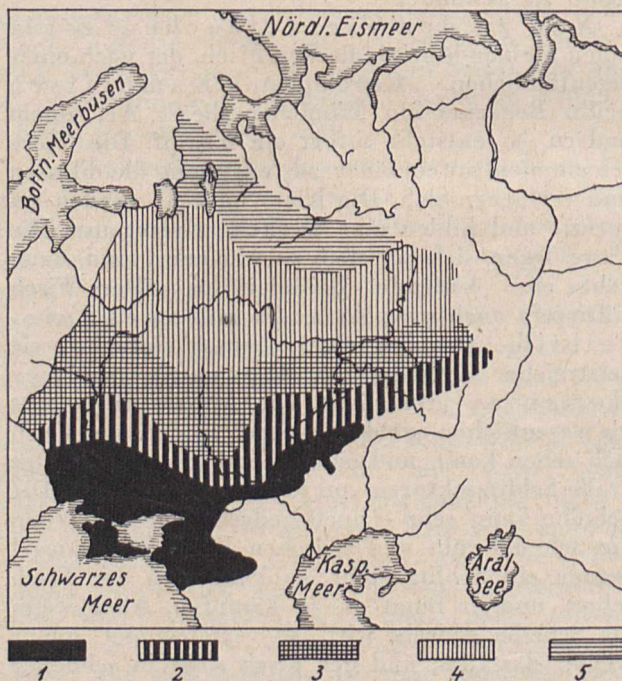 Nördl. Eismeer
Bottn. Meerbusen
Schwarzes
Meer
Kasp.
Meer
Aral
See
1 2 3 4 5